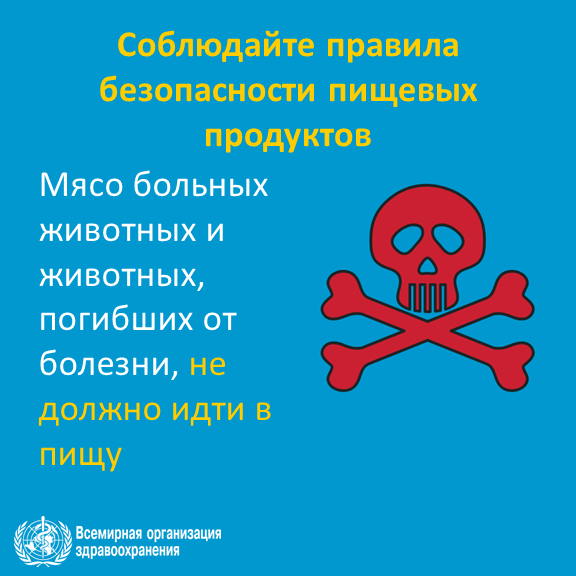 Соблюдайте правила
безопасности пищевых
продуктов
Мясо больных
животных и
животных,
погибших от
болезни, не
должно идти в
пищу
Всемирная организация
здравоохранения